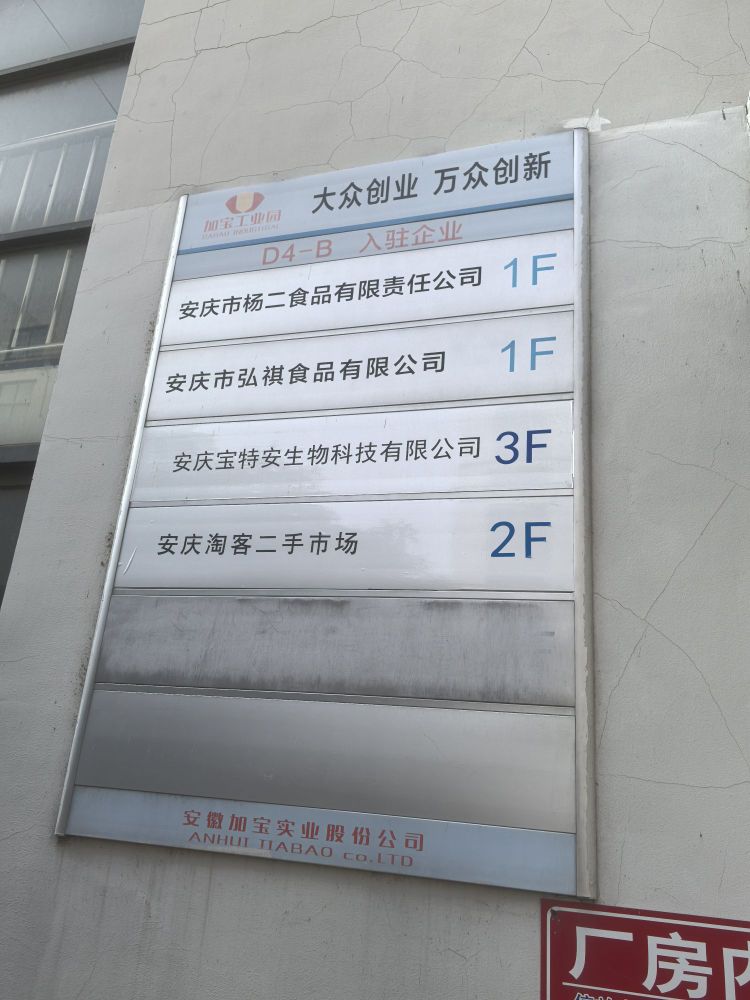 大众创业 万众创新
加宝工业园
JIABAO INDUSTRIAL
D4-B 入驻企业
安庆市杨二食品有限责任公司 1F
安庆市弘祺食品有限公司 1F
安庆宝特安生物科技有限公司 3F
安庆淘客二手市场 2F
安徽加宝实业股份公司
ANHUI JIABAO co.LTD
厂房内